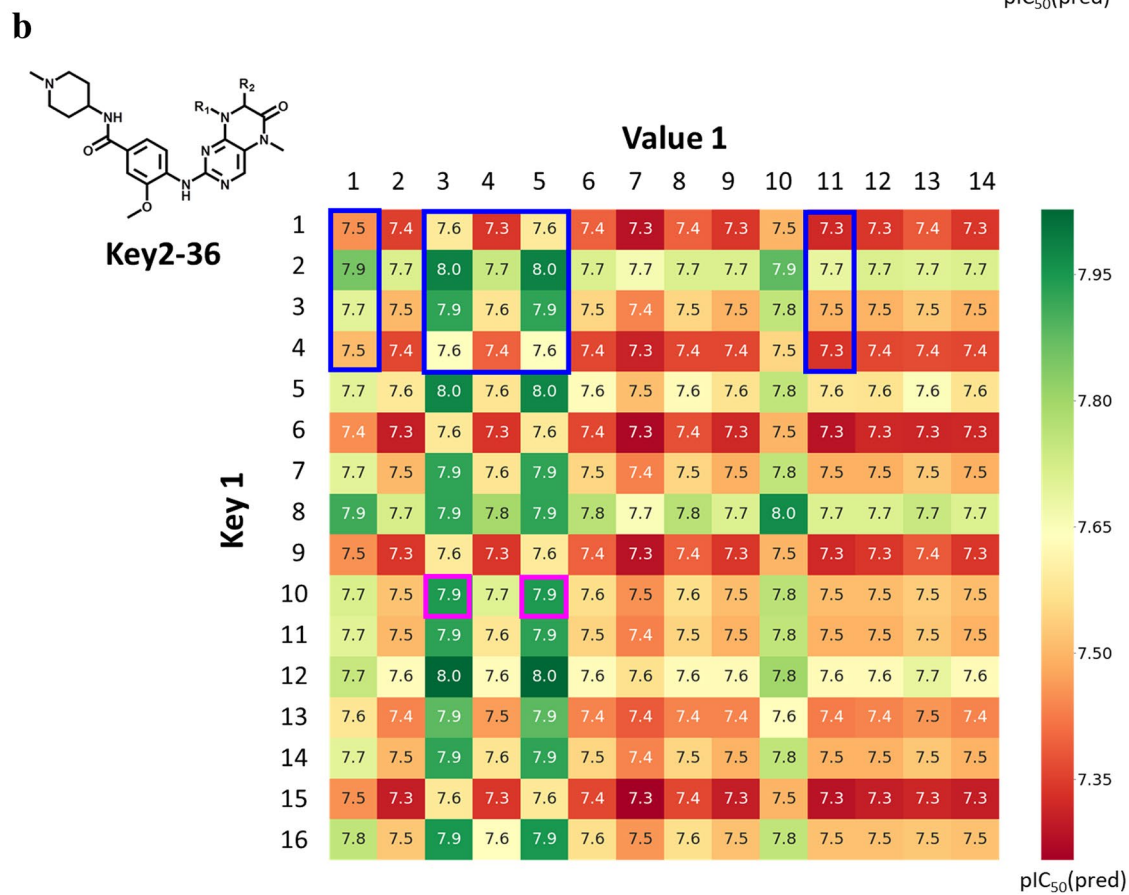 pIC50(pred)
b
N
N
H
O
O
N
H
N
N
N
R1
R2
O
N
Key2-36
Value 1
1 2 3 4 5 6 7 8 9 10 11 12 13 14
Key 1
1 7.5 7.4 7.6 7.3 7.6 7.4 7.3 7.4 7.3 7.5 7.3 7.3 7.4 7.3
2 7.9 7.7 8.0 7.7 8.0 7.7 7.7 7.7 7.7 7.9 7.7 7.7 7.7 7.7
3 7.7 7.5 7.9 7.6 7.9 7.5 7.4 7.5 7.5 7.8 7.5 7.5 7.5 7.5
4 7.5 7.4 7.6 7.4 7.6 7.4 7.3 7.4 7.4 7.5 7.3 7.4 7.4 7.4
5 7.7 7.6 8.0 7.6 8.0 7.6 7.5 7.6 7.6 7.8 7.6 7.6 7.6 7.6
6 7.4 7.3 7.6 7.3 7.6 7.4 7.3 7.4 7.3 7.5 7.3 7.3 7.3 7.3
7 7.7 7.5 7.9 7.6 7.9 7.5 7.4 7.5 7.5 7.8 7.5 7.5 7.5 7.5
8 7.9 7.7 7.9 7.8 7.9 7.8 7.7 7.8 7.7 8.0 7.7 7.7 7.7 7.7
9 7.5 7.3 7.6 7.3 7.6 7.4 7.3 7.4 7.3 7.5 7.3 7.3 7.4 7.3
10 7.7 7.5 7.9 7.7 7.9 7.6 7.5 7.6 7.5 7.8 7.5 7.5 7.5 7.5
11 7.7 7.5 7.9 7.6 7.9 7.5 7.4 7.5 7.5 7.8 7.5 7.5 7.5 7.5
12 7.7 7.6 8.0 7.6 8.0 7.6 7.6 7.6 7.6 7.8 7.6 7.6 7.7 7.6
13 7.6 7.4 7.9 7.5 7.9 7.4 7.4 7.4 7.4 7.6 7.4 7.4 7.5 7.4
14 7.7 7.5 7.9 7.6 7.9 7.5 7.4 7.5 7.5 7.8 7.5 7.5 7.5 7.5
15 7.5 7.3 7.6 7.3 7.6 7.4 7.3 7.4 7.3 7.5 7.3 7.3 7.3 7.3
16 7.8 7.5 7.9 7.6 7.9 7.6 7.5 7.6 7.5 7.8 7.5 7.5 7.5 7.5
7.95
7.80
7.65
7.50
7.35
pIC50(pred)